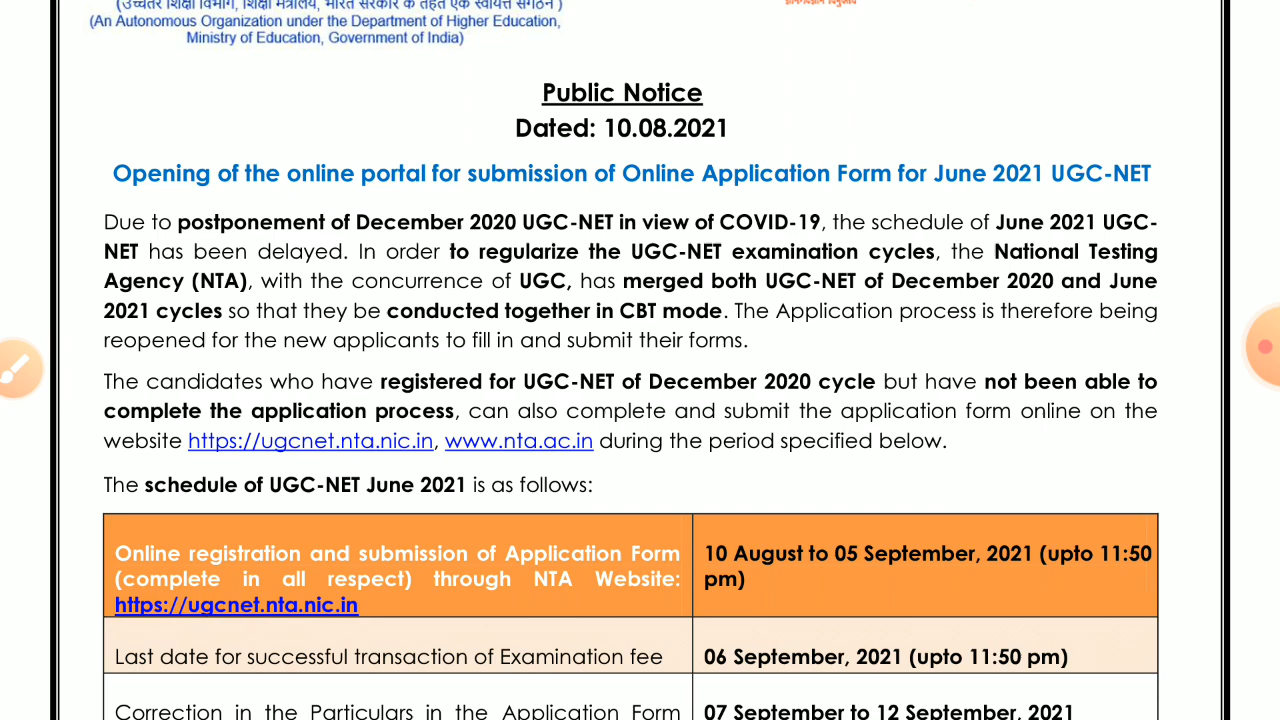 (उच्चतर शिक्षा विभाग, शिक्षा मंत्रालय, भारत सरकार के तहत एक स्वायत्त संगठन )
(An Autonomous Organization under the Department of Higher Education,
Ministry of Education, Government of India)
Public Notice
Dated: 10.08.2021
Opening of the online portal for submission of Online Application Form for June 2021 UGC-NET
Due to postponement of December 2020 UGC-NET in view of COVID-19, the schedule of June 2021 UGC-
NET has been delayed. In order to regularize the UGC-NET examination cycles, the National Testing
Agency (NTA), with the concurrence of UGC, has merged both UGC-NET of December 2020 and June
2021 cycles so that they be conducted together in CBT mode. The Application process is therefore being
reopened for the new applicants to fill in and submit their forms.
The candidates who have registered for UGC-NET of December 2020 cycle but have not been able to
complete the application process, can also complete and submit the application form online on the
website https://ugcnet.nta.nic.in, www.nta.ac.in during the period specified below.
The schedule of UGC-NET June 2021 is as follows:
Online registration and submission of Application Form
(complete in all respect) through NTA Website:
https://ugcnet.nta.nic.in
10 August to 05 September, 2021 (upto 11:50
pm)
Last date for successful transaction of Examination fee
06 September, 2021 (upto 11:50 pm)
Correction in the Particulars in the Application Form
07 September to 12 September, 2021